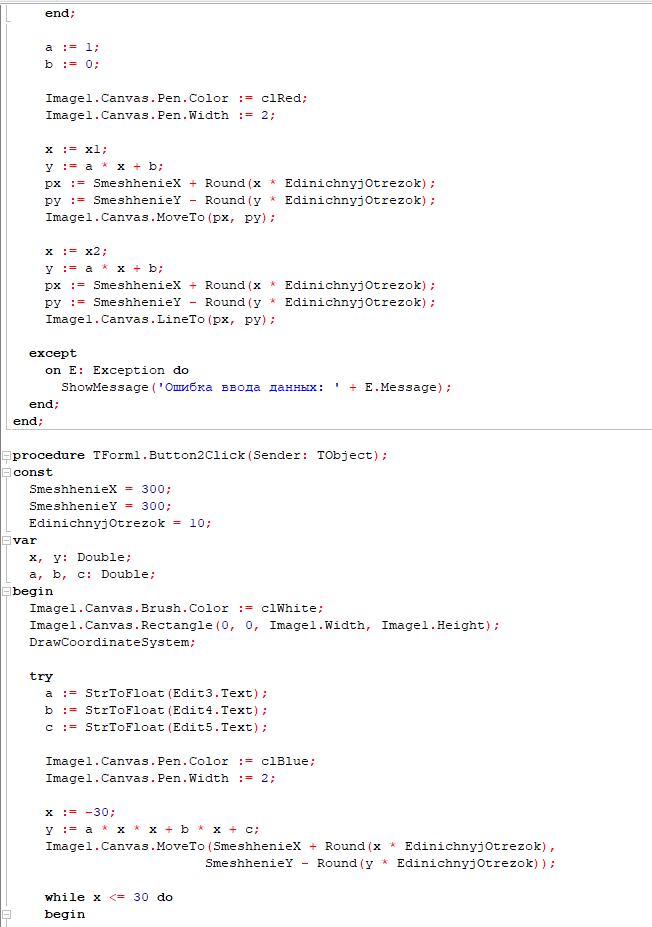 end;

    a := 1;
    b := 0;

    Image1.Canvas.Pen.Color := clRed;
    Image1.Canvas.Pen.Width := 2;

    x := x1;
    y := a * x + b;
    px := SmeshhenieX + Round(x * EdinichnyjOtrezok);
    py := SmeshhenieY - Round(y * EdinichnyjOtrezok);
    Image1.Canvas.MoveTo(px, py);

    x := x2;
    y := a * x + b;
    px := SmeshhenieX + Round(x * EdinichnyjOtrezok);
    py := SmeshhenieY - Round(y * EdinichnyjOtrezok);
    Image1.Canvas.LineTo(px, py);

  except
    on E: Exception do
      ShowMessage('Ошибка ввода данных: ' + E.Message);
  end;
end;

procedure TForm1.Button2Click(Sender: TObject);
const
  SmeshhenieX = 300;
  SmeshhenieY = 300;
  EdinichnyjOtrezok = 10;
var
  x, y: Double;
  a, b, c: Double;
begin
  Image1.Canvas.Brush.Color := clWhite;
  Image1.Canvas.Rectangle(0, 0, Image1.Width, Image1.Height);
  DrawCoordinateSystem;

  try
    a := StrToFloat(Edit3.Text);
    b := StrToFloat(Edit4.Text);
    c := StrToFloat(Edit5.Text);

    Image1.Canvas.Pen.Color := clBlue;
    Image1.Canvas.Pen.Width := 2;

    x := -30;
    y := a * x * x + b * x + c;
    Image1.Canvas.MoveTo(SmeshhenieX + Round(x * EdinichnyjOtrezok),
                        SmeshhenieY - Round(y * EdinichnyjOtrezok));

    while x <= 30 do
    begin